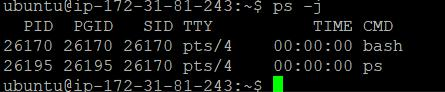 ubuntu@ip-172-31-81-243:~$ ps -j
PID PGID SID TTY TIME CMD
26170 26170 26170 pts/4 00:00:00 bash
26195 26195 26170 pts/4 00:00:00 ps
ubuntu@ip-172-31-81-243:~$